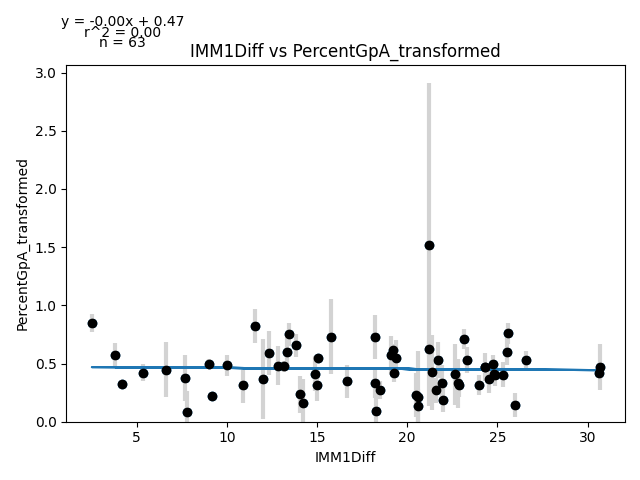 y = -0.00x + 0.47
r^2 = 0.00
n = 63
IMM1Diff vs PercentGpA_transformed
3.0
2.5
2.0
1.5
1.0
0.5
0.0
PercentGpA_transformed
5 10 15 20 25 30
IMM1Diff